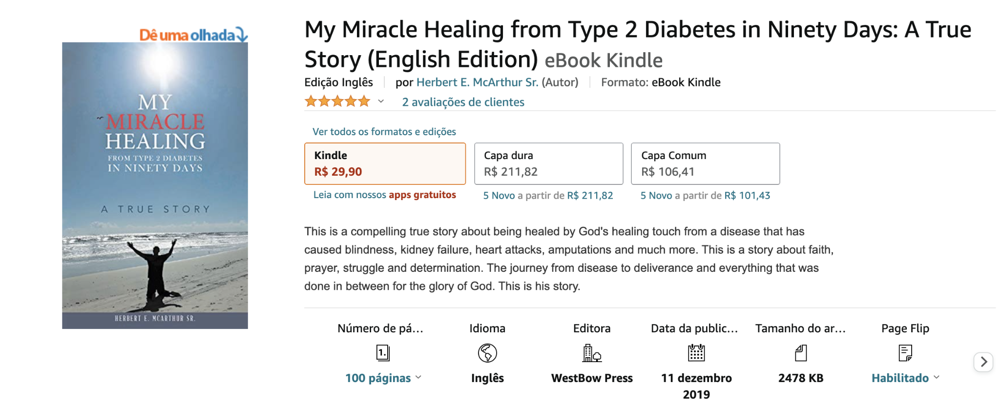 Dê uma olhada
MY
MIRACLE
HEALING
FROM TYPE 2 DIABETES
IN NINETY DAYS
A TRUE STORY
HERBERT E. MCARTHUR SR.
My Miracle Healing from Type 2 Diabetes in Ninety Days: A True
Story (English Edition) eBook Kindle
Edição Inglês por Herbert E. McArthur Sr. (Autor) Formato: eBook Kindle
2 avaliações de clientes
Ver todos os formatos e edições
Kindle
R$ 29,90
Capa dura
R$ 211,82
Capa Comum
R$ 106,41
Leia com nossos apps gratuitos
5 Novo a partir de R$ 211,82
5 Novo a partir de R$ 101,43
This is a compelling true story about being healed by God's healing touch from a disease that has
caused blindness, kidney failure, heart attacks, amputations and much more. This is a story about faith,
prayer, struggle and determination. The journey from disease to deliverance and everything that was
done in between for the glory of God. This is his story.
Número de pá...
1.
100 páginas
Idioma
Inglês
Editora
WestBow Press
Data da public...
11 dezembro
2019
Tamanho do ar...
2478 KB
Page Flip
Habilitado